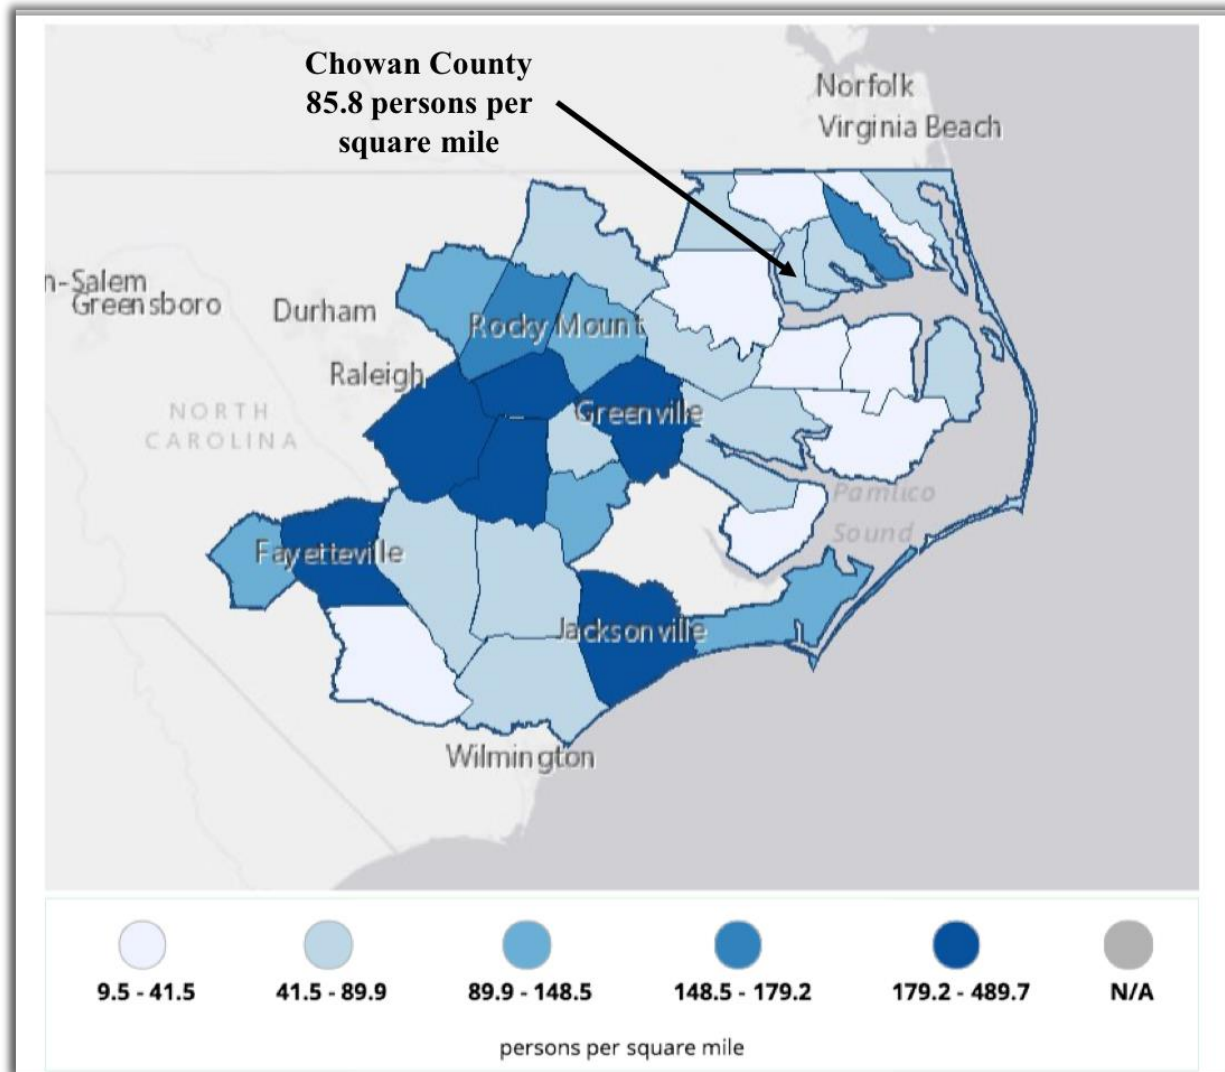 Chowan County
85.8 persons per
square mile
Norfolk
Virginia Beach
n-Salem
Greensboro
Durham
Rocky Mount
Raleigh
NORTH
CAROLINA
Greenville
Pamlico
Sound
Fayetteville
Jacksonville
Wilmington
9.5 - 41.5
41.5 - 89.9
89.9 - 148.5
148.5 - 179.2
179.2 - 489.7
N/A
persons per square mile